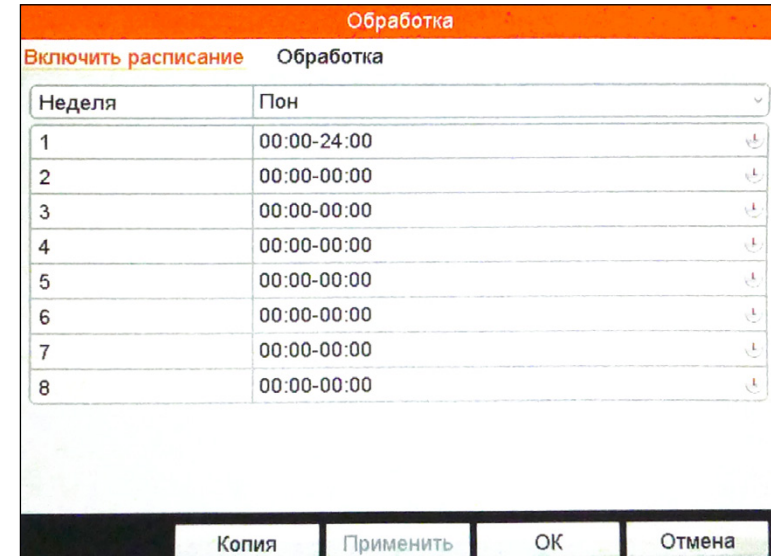 Обработка
Включить расписание Обработка
Неделя Пон
1 00:00-24:00
2 00:00-00:00
3 00:00-00:00
4 00:00-00:00
5 00:00-00:00
6 00:00-00:00
7 00:00-00:00
8 00:00-00:00
Копия Применить ОК Отмена